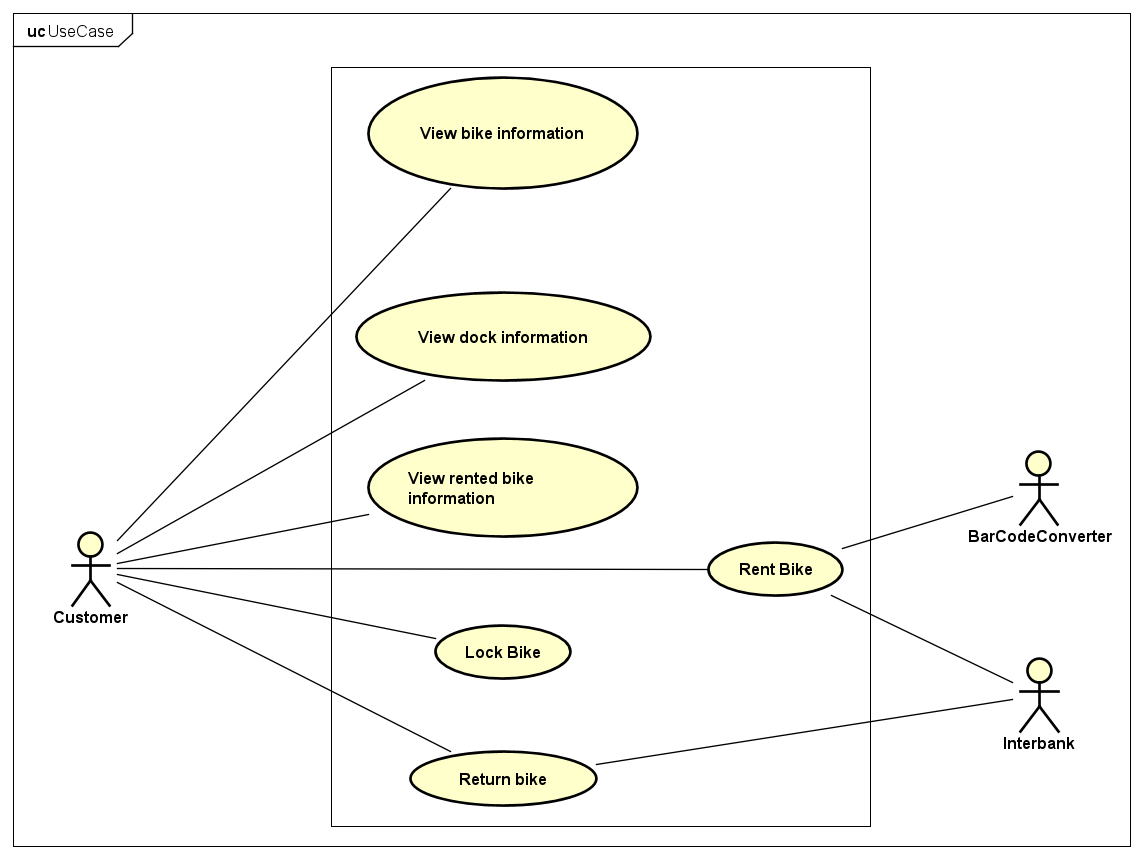 uc UseCase
View bike information
View dock information
View rented bike
information
BarCodeConverter
Rent Bike
Customer
Lock Bike
Interbank
Return bike